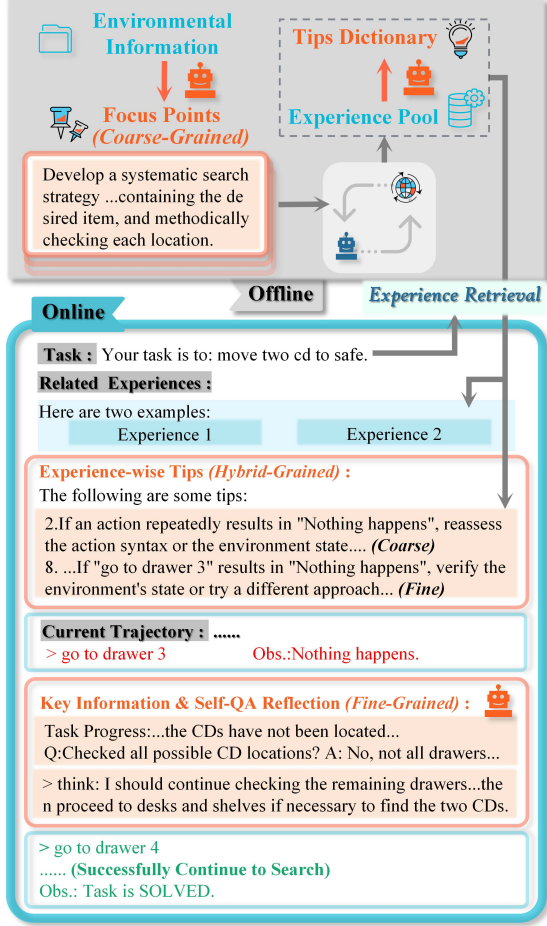 Environmental
Information
Focus Points
(Coarse-Grained)
Tips Dictionary
Experience Pool
Develop a systematic search
strategy ...containing the de
sired item, and methodically
checking each location.
Offline
Experience Retrieval
Online
Task : Your task is to: move two cd to safe.
Related Experiences :
Here are two examples:
Experience 1
Experience 2
Experience-wise Tips (Hybrid-Grained) :
The following are some tips:
2.If an action repeatedly results in "Nothing happens", reassess
the action syntax or the environment state.... (Coarse)
8. ...If "go to drawer 3" results in "Nothing happens", verify the
environment's state or try a different approach... (Fine)
Current Trajectory : ......
> go to drawer 3 Obs.:Nothing happens.
Key Information & Self-QA Reflection (Fine-Grained) :
Task Progress:...the CDs have not been located...
Q:Checked all possible CD locations? A: No, not all drawers...
> think: I should continue checking the remaining drawers...the
n proceed to desks and shelves if necessary to find the two CDs.
> go to drawer 4
...... (Successfully Continue to Search)
Obs.: Task is SOLVED.